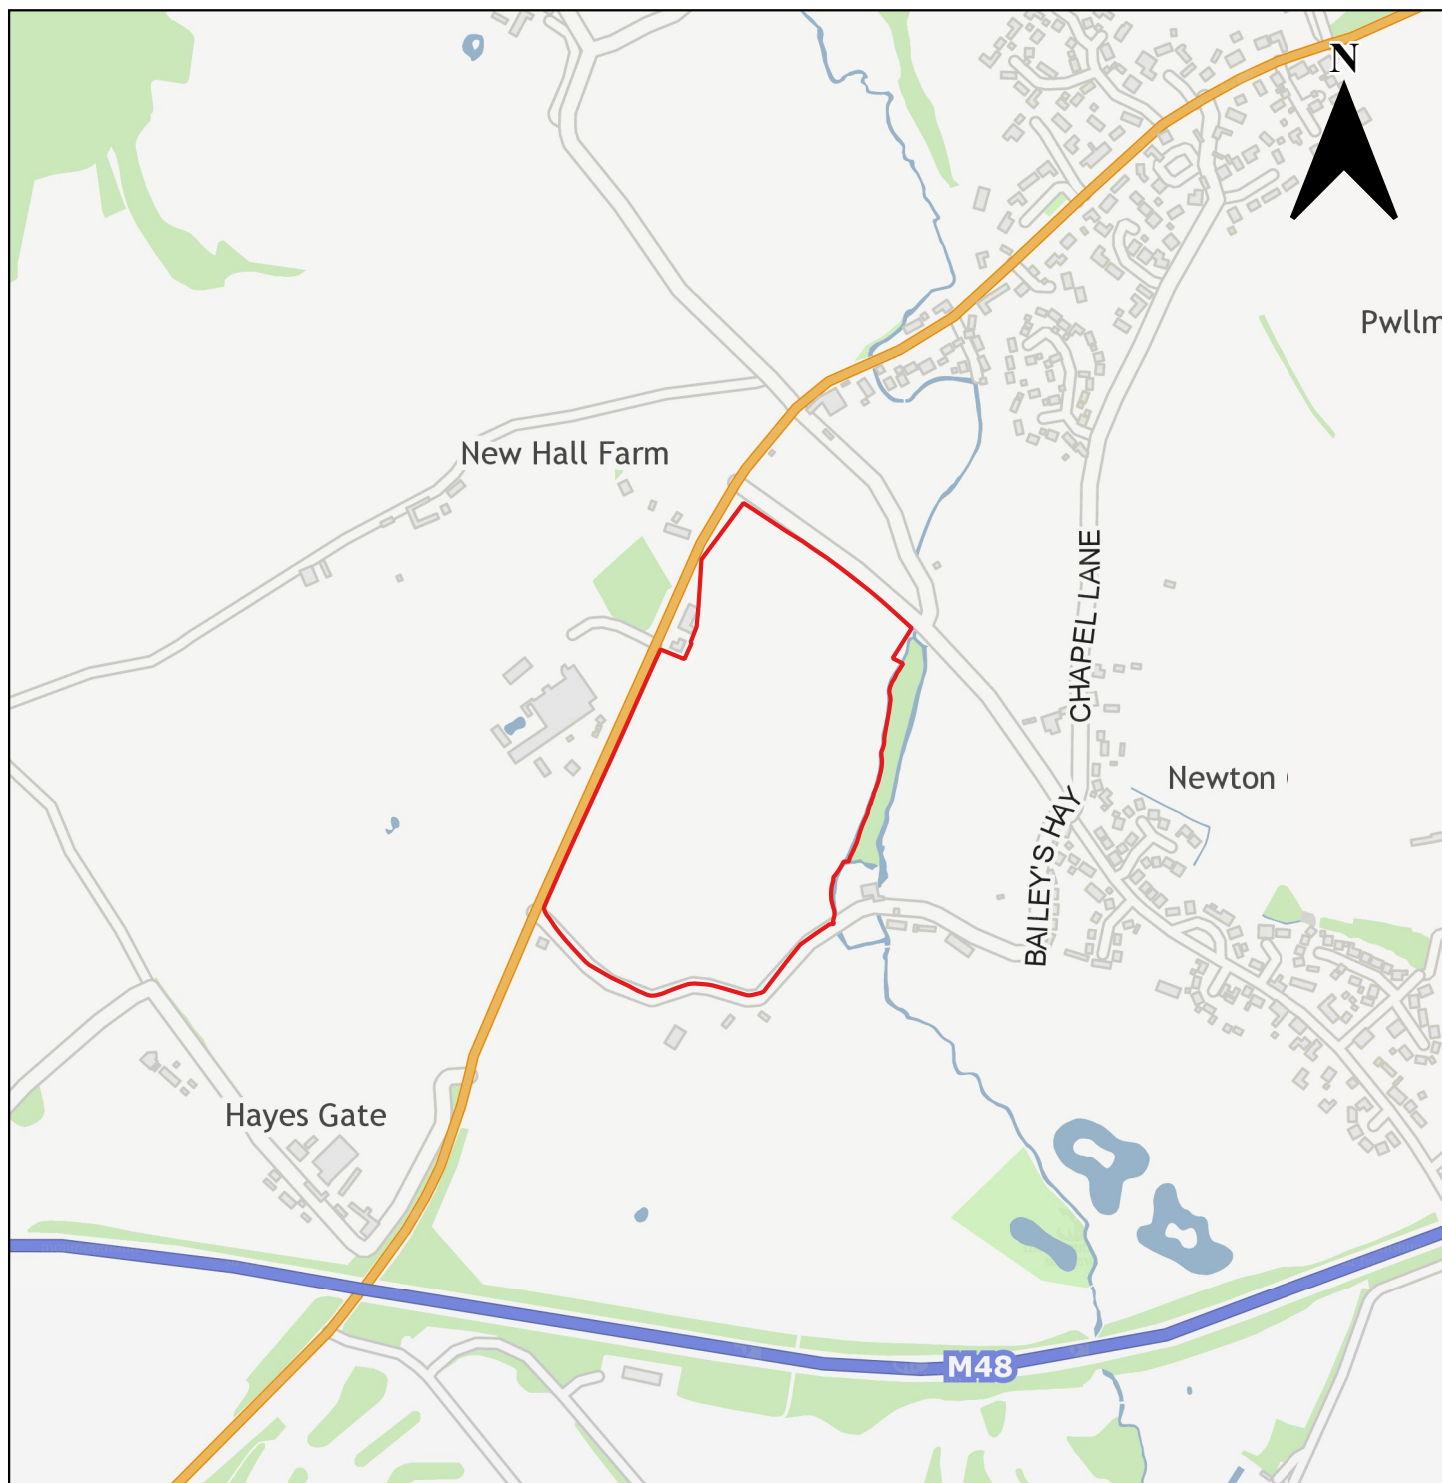 N
Pwllm
New Hall Farm
CHAPEL LANE
Newton
BAILEY'S HAY
Hayes Gate
M48